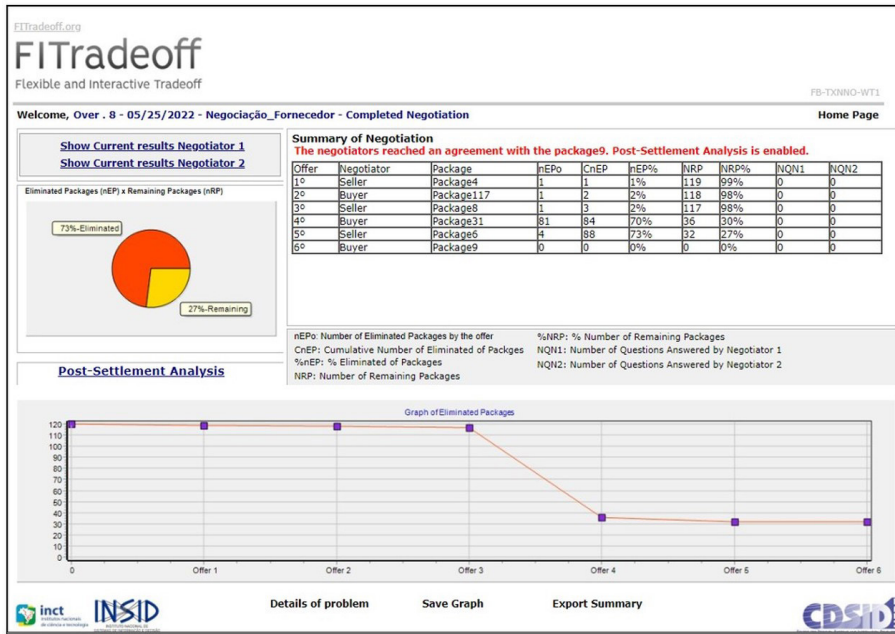 FITradeoff.org
FITradeoff
Flexible and Interactive Tradeoff
FB-TXNNO-WT1
Welcome, Over . 8 - 05/25/2022 - Negociação_Fornecedor - Completed Negotiation
Home Page
Show Current results Negotiator 1
Show Current results Negotiator 2
Eliminated Packages (nEP) x Remaining Packages (nRP)
73%-Eliminated
27%-Remaining
Post-Settlement Analysis
Summary of Negotiation
The negotiators reached an agreement with the package9. Post-Settlement Analysis is enabled.
Offer Negotiator Package nEPo CnEP nEP% NRP NRP% NQN1 NQN2
1º Seller Package4 1 1 1% 119 99% 0 0
2º Buyer Package117 1 2 2% 118 98% 0 0
3º Seller Package8 1 3 2% 117 98% 0 0
4º Buyer Package31 81 84 70% 36 30% 0 0
5º Seller Package6 4 88 73% 32 27% 0 0
6º Buyer Package9 0 0 0% 0 0% 0 0
nEPo: Number of Eliminated Packages by the offer
CnEP: Cumulative Number of Eliminated of Packges
%nEP: % Eliminated of Packages
NRP: Number of Remaining Packages
%NRP: % Number of Remaining Packages
NQN1: Number of Questions Answered by Negotiator 1
NQN2: Number of Questions Answered by Negotiator 2
Graph of Eliminated Packages
120
110
100
90
80
70
60
50
40
30
20
10
0
0 Offer 1 Offer 2 Offer 3 Offer 4 Offer 5 Offer 6
Details of problem Save Graph Export Summary
inct
institutos nacionais
de ciência e tecnologia
INSID
CDSID